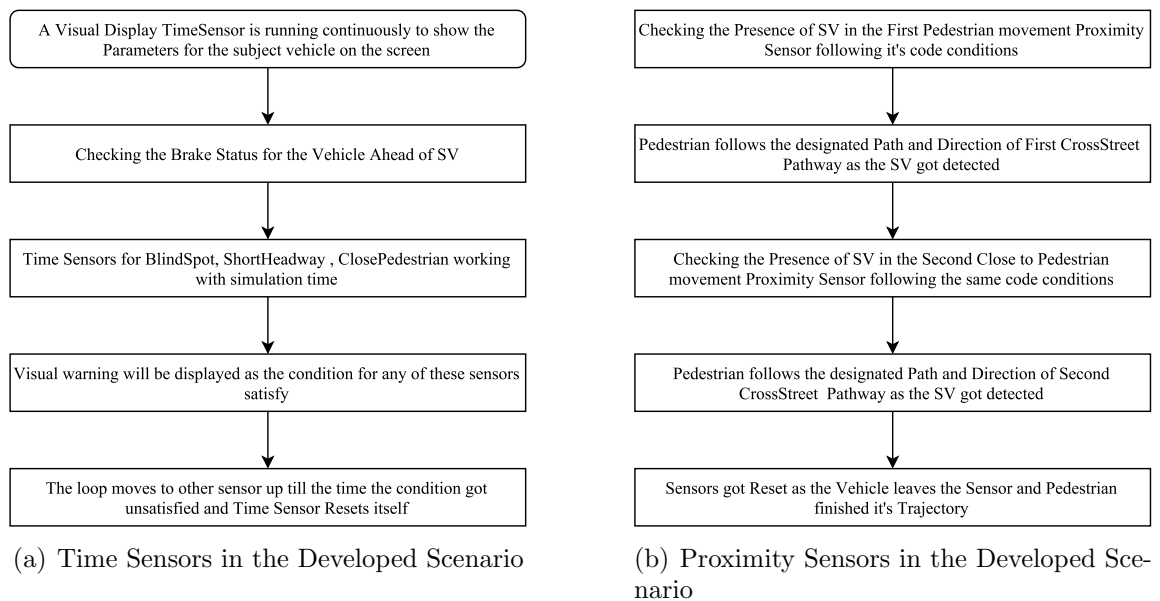 A Visual Display TimeSensor is running continuously to show the
Parameters for the subject vehicle on the screen
Checking the Brake Status for the Vehicle Ahead of SV
Time Sensors for BlindSpot, ShortHeadway , ClosePedestrian working
with simulation time
Visual warning will be displayed as the condition for any of these sensors
satisfy
The loop moves to other sensor up till the time the condition got
unsatisfied and Time Sensor Resets itself
(a) Time Sensors in the Developed Scenario
Checking the Presence of SV in the First Pedestrian movement Proximity
Sensor following it's code conditions
Pedestrian follows the designated Path and Direction of First CrossStreet
Pathway as the SV got detected
Checking the Presence of SV in the Second Close to Pedestrian
movement Proximity Sensor following the same code conditions
Pedestrian follows the designated Path and Direction of Second
CrossStreet Pathway as the SV got detected
Sensors got Reset as the Vehicle leaves the Sensor and Pedestrian
finished it's Trajectory
(b) Proximity Sensors in the Developed Sce-
nario